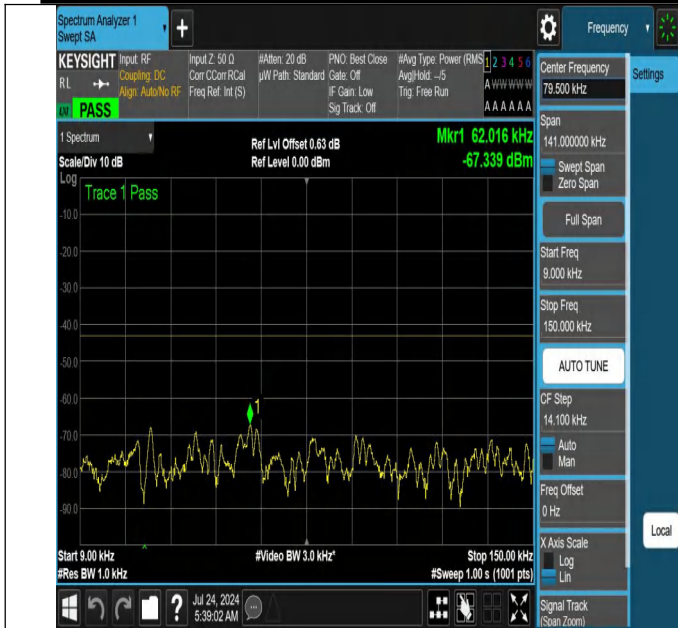 Spectrum Analyzer 1
Swept SA
+
Frequency
KEYSIGHT
RL
PASS
Input: RF
Coupling: DC
Align: Auto/No RF
Input Z: 50 Ω
Corr CCorr RCal
Freq Ref: Int (S)
#Atten: 20 dB
µW Path: Standard
PNO: Best Close
Gate: Off
IF Gain: Low
Sig Track: Off
#Avg Type: Power (RMS
Avg|Hold: --/5
Trig: Free Run
1 2 3 4 5 6
A W W W W W
A A A A A A
1 Spectrum
Scale/Div 10 dB
Ref Lvl Offset 0.63 dB
Ref Level 0.00 dBm
Mkr1 62.016 kHz
-67.339 dBm
Log
Trace 1 Pass
-10.0
-20.0
-30.0
-40.0
-50.0
-60.0
-70.0
-80.0
-90.0
1
Start 9.00 kHz
#Res BW 1.0 kHz
#Video BW 3.0 kHz*
Stop 150.00 kHz
#Sweep 1.00 s (1001 pts)
Center Frequency
79.500 kHz
Settings
Span
141.000000 kHz
Swept Span
Zero Span
Full Span
Start Freq
9.000 kHz
Stop Freq
150.000 kHz
AUTO TUNE
CF Step
14.100 kHz
Auto
Man
Freq Offset
0 Hz
X Axis Scale
Log
Lin
Local
Signal Track
(Span Zoom)
?
Jul 24, 2024
5:39:02 AM